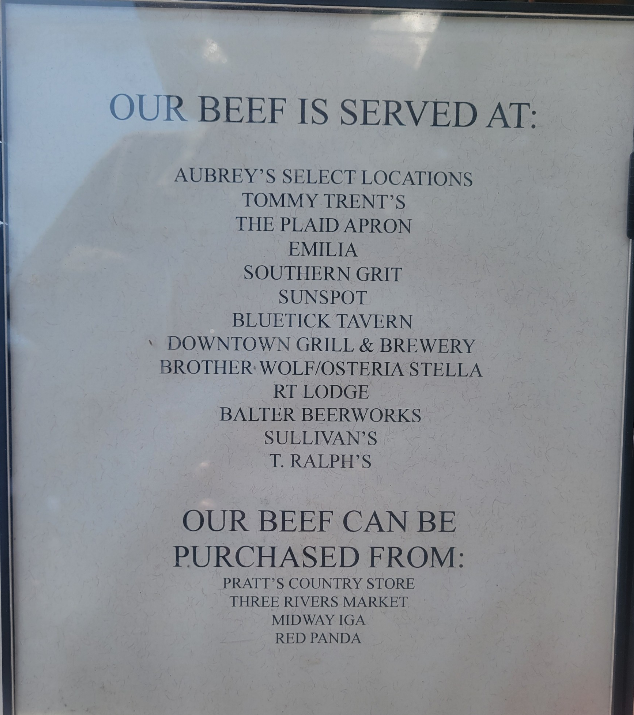 OUR BEEF IS SERVED AT:
AUBREY'S SELECT LOCATIONS
TOMMY TRENT'S
THE PLAID APRON
EMILIA
SOUTHERN GRIT
SUNSPOT
BLUETICK TAVERN
DOWNTOWN GRILL & BREWERY
BROTHER WOLF/OSTERIA STELLA
RT LODGE
BALTER BEERWORKS
SULLIVAN'S
T. RALPH'S
OUR BEEF CAN BE
PURCHASED FROM:
PRATT'S COUNTRY STORE
THREE RIVERS MARKET
MIDWAY IGA
RED PANDA